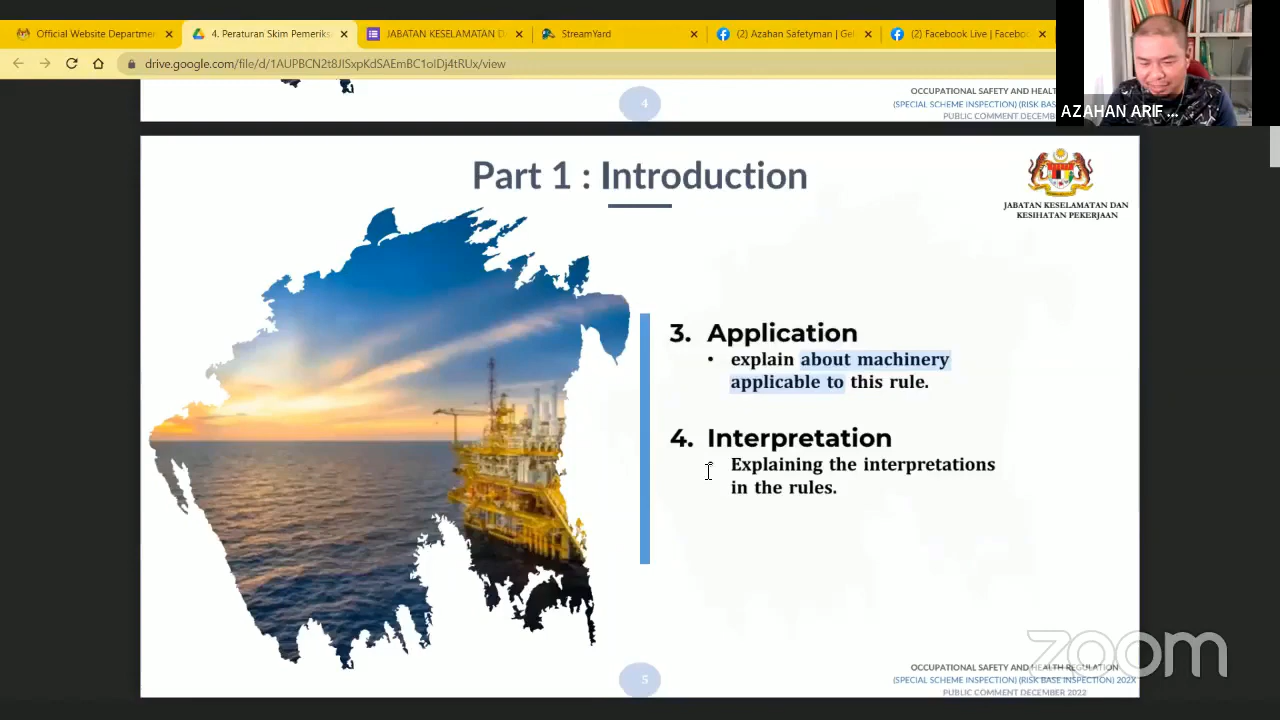 Official Website Departme
4. Peraturan Skim Pemeriks
JABATAN KESELAMATAN D
StreamYard
(2) Azahan Safetyman | Gel
(2) Facebook Live | Faceboo
drive.google.com/file/d/1AUPBCN2t8JlSxpKdSAEmBC1oIDj4tRUx/view
AZAHAN ARIF ...
4
OCCUPATIONAL SAFETY AND HEAL
(SPECIAL SCHEME INSPECTION) (RISK BAS
PUBLIC COMMENT DECEM
Part 1 : Introduction
JABATAN KESELAMATAN DAN
KESIHATAN PEKERJAAN
3. Application
• explain about machinery
applicable to this rule.
4. Interpretation
• Explaining the interpretations
in the rules.
zoom
5
OCCUPATIONAL SAFETY AND HEALTH REGULATION
(SPECIAL SCHEME INSPECTION) (RISK BASE INSPECTION) 202X
PUBLIC COMMENT DECEMBER 2022